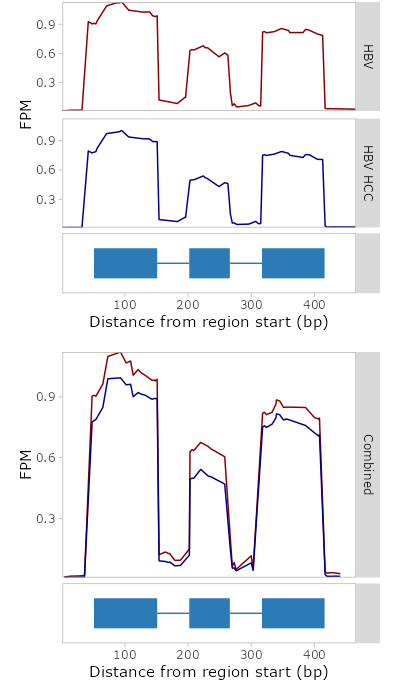 0.9
0.6
0.3
HBV
FPM
0.9
0.6
0.3
HBV HCC
100 200 300 400
Distance from region start (bp)
0.9
0.6
0.3
FPM
Combined
100 200 300 400
Distance from region start (bp)